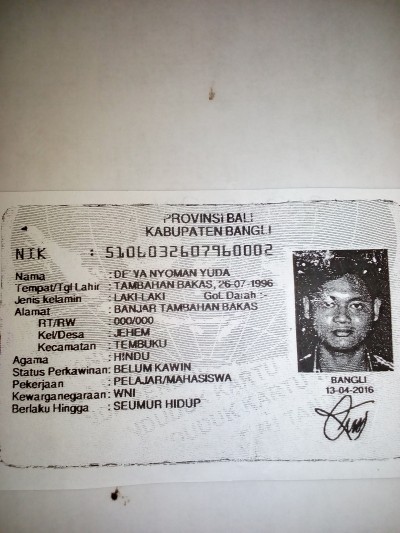 PROVINSI BALI
KABUPATEN BANGLI
NIK : 5106032607960002
Nama : DE YA NYOMAN YUDA
Tempat/Tgl Lahir : TAMBAHAN BAKAS, 26-07-1996
Jenis kelamin : LAKI-LAKI Gol. Darah :-
Alamat : BANJAR TAMBAHAN BAKAS
RT/RW : 000/000
Kel/Desa : JEHEM
Kecamatan : TEMBUKU
Agama : HINDU
Status Perkawinan: BELUM KAWIN
Pekerjaan : PELAJAR/MAHASISWA
Kewarganegaraan: WNI
Berlaku Hingga : SEUMUR HIDUP
BANGLI
13-04-2016